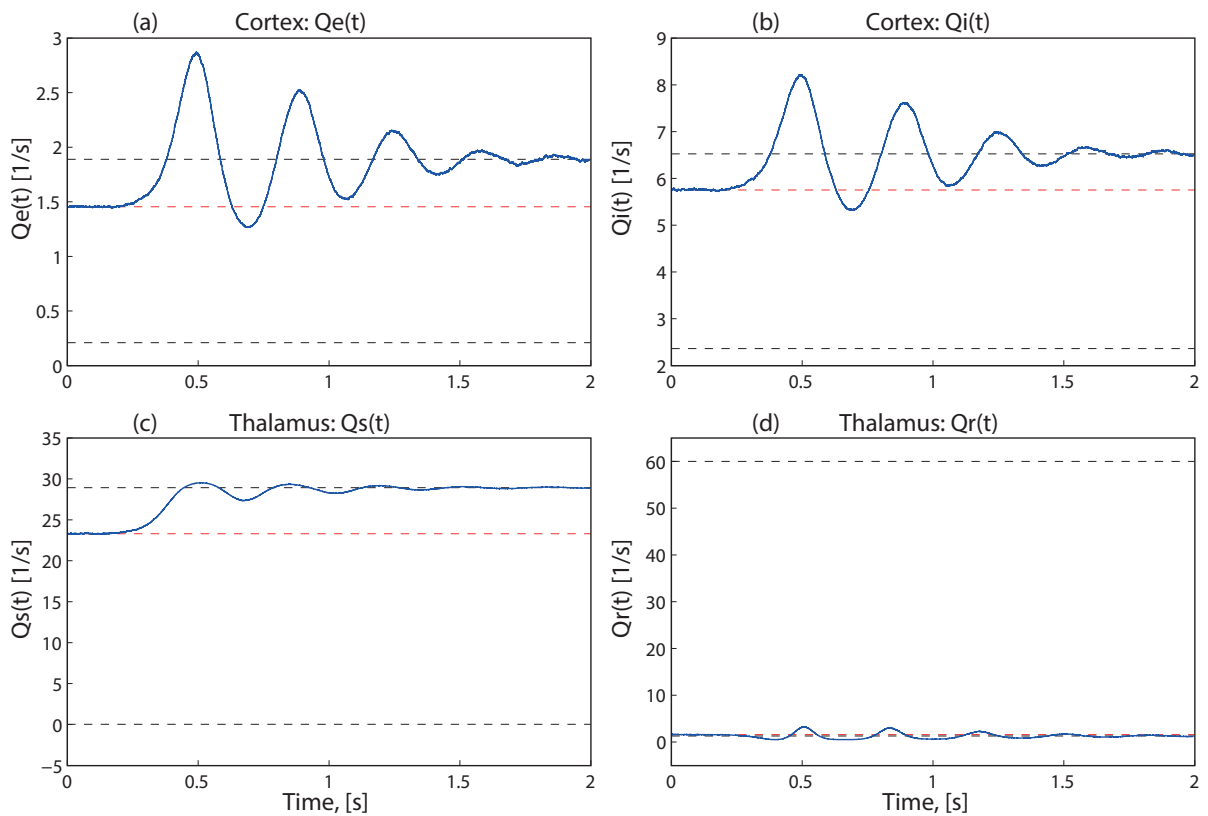 (a) Cortex: Qe(t)
3
2.5
2
1.5
1
0.5
0
Qe(t) [1/s]
0 0.5 1 1.5 2
(b) Cortex: Qi(t)
9
8
7
6
5
4
3
2
Qi(t) [1/s]
0 0.5 1 1.5 2
(c) Thalamus: Qs(t)
35
30
25
20
15
10
5
0
−5
Qs(t) [1/s]
0 0.5 1 1.5 2
Time, [s]
(d) Thalamus: Qr(t)
60
50
40
30
20
10
0
Qr(t) [1/s]
0 0.5 1 1.5 2
Time, [s]